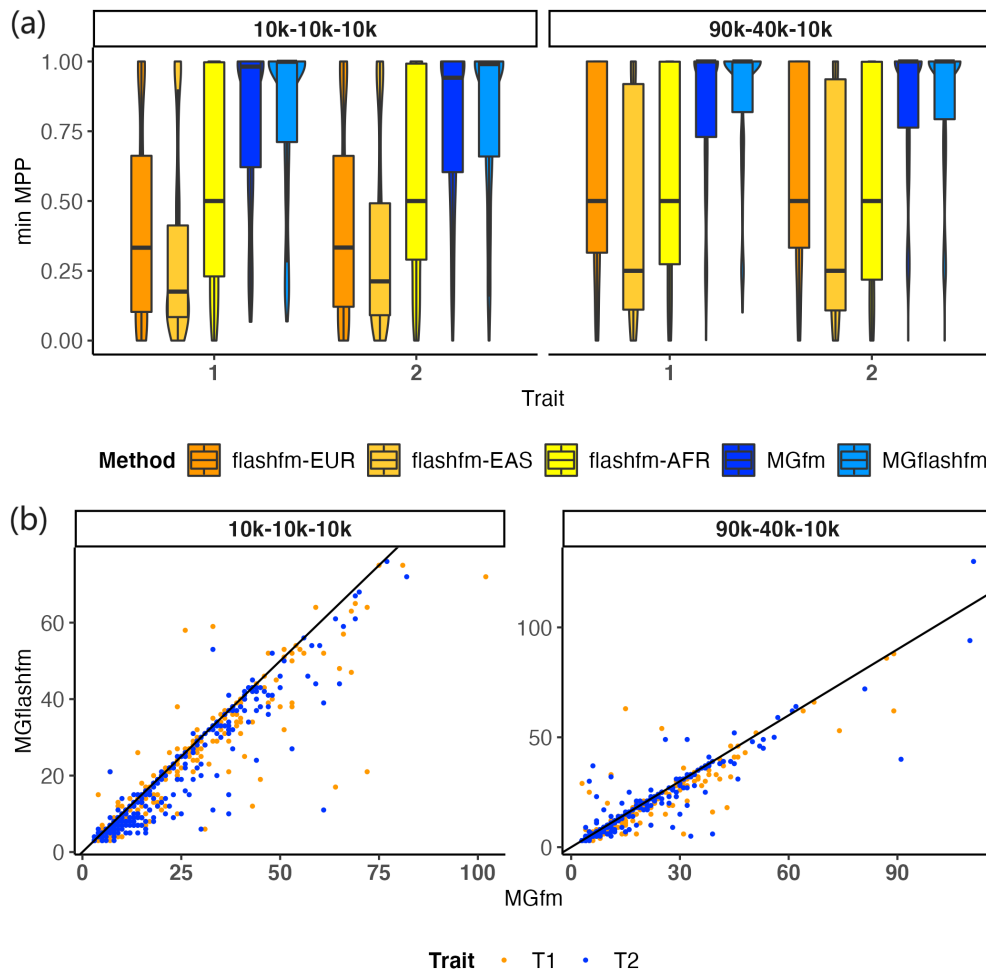 (a)
10k-10k-10k
90k-40k-10k
min MPP
1.00
0.75
0.50
0.25
0.00
1
2
1
2
Trait
Method flashfm-EUR flashfm-EAS flashfm-AFR MGfm MGflashfm
(b)
10k-10k-10k
90k-40k-10k
MGflashfm
60
40
20
0
100
50
0
0 25 50 75 100
0 30 60 90
MGfm
Trait T1 T2